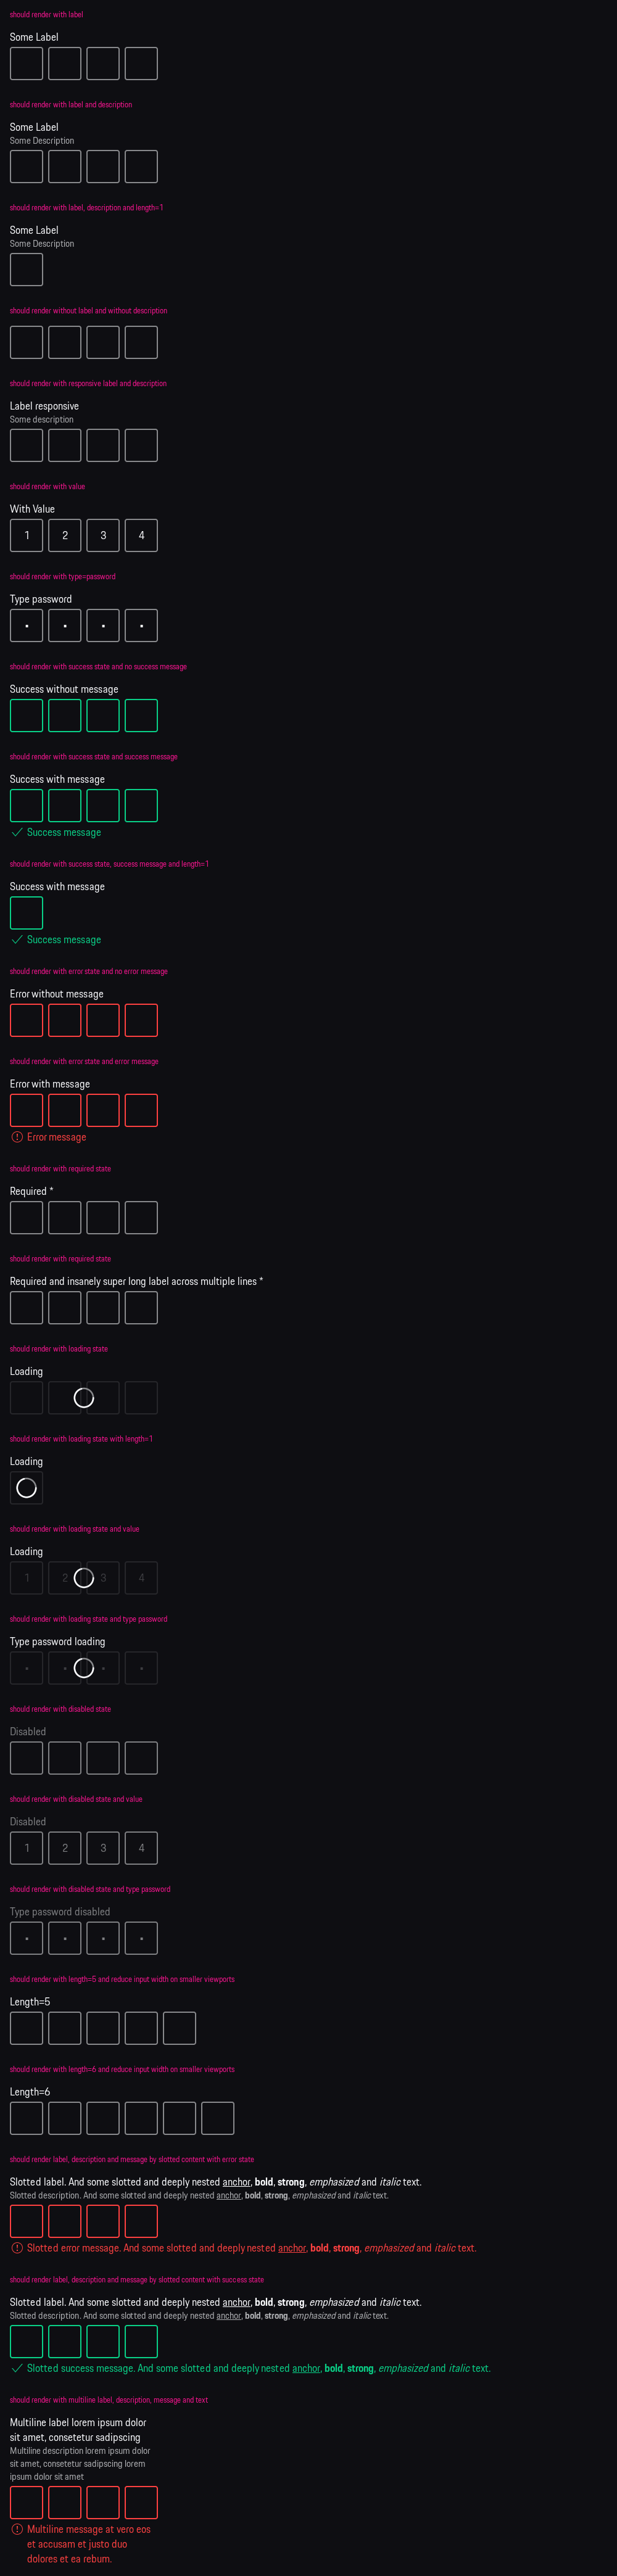 should render with label
Some Label
should render with label and description
Some Label
Some Description
should render with label, description and length=1
Some Label
Some Description
should render without label and without description
should render with responsive label and description
Label responsive
Some description
should render with value
With Value
1 2 3 4
should render with type=password
Type password
should render with success state and no success message
Success without message
should render with success state and success message
Success with message
Success message
should render with success state, success message and length=1
Success with message
Success message
should render with error state and no error message
Error without message
should render with error state and error message
Error with message
Error message
should render with required state
Required *
should render with required state
Required and insanely super long label across multiple lines *
should render with loading state
Loading
should render with loading state with length=1
Loading
should render with loading state and value
Loading
1 2 3 4
should render with loading state and type password
Type password loading
should render with disabled state
Disabled
should render with disabled state and value
Disabled
1 2 3 4
should render with disabled state and type password
Type password disabled
should render with length=5 and reduce input width on smaller viewports
Length=5
should render with length=6 and reduce input width on smaller viewports
Length=6
should render label, description and message by slotted content with error state
Slotted label. And some slotted and deeply nested anchor, bold, strong, emphasized and italic text.
Slotted description. And some slotted and deeply nested anchor, bold, strong, emphasized and italic text.
Slotted error message. And some slotted and deeply nested anchor, bold, strong, emphasized and italic text.
should render label, description and message by slotted content with success state
Slotted label. And some slotted and deeply nested anchor, bold, strong, emphasized and italic text.
Slotted description. And some slotted and deeply nested anchor, bold, strong, emphasized and italic text.
Slotted success message. And some slotted and deeply nested anchor, bold, strong, emphasized and italic text.
should render with multiline label, description, message and text
Multiline label lorem ipsum dolor
sit amet, consetetur sadipscing
Multiline description lorem ipsum dolor
sit amet, consetetur sadipscing lorem
ipsum dolor sit amet
Multiline message at vero eos
et accusam et justo duo
dolores et ea rebum.